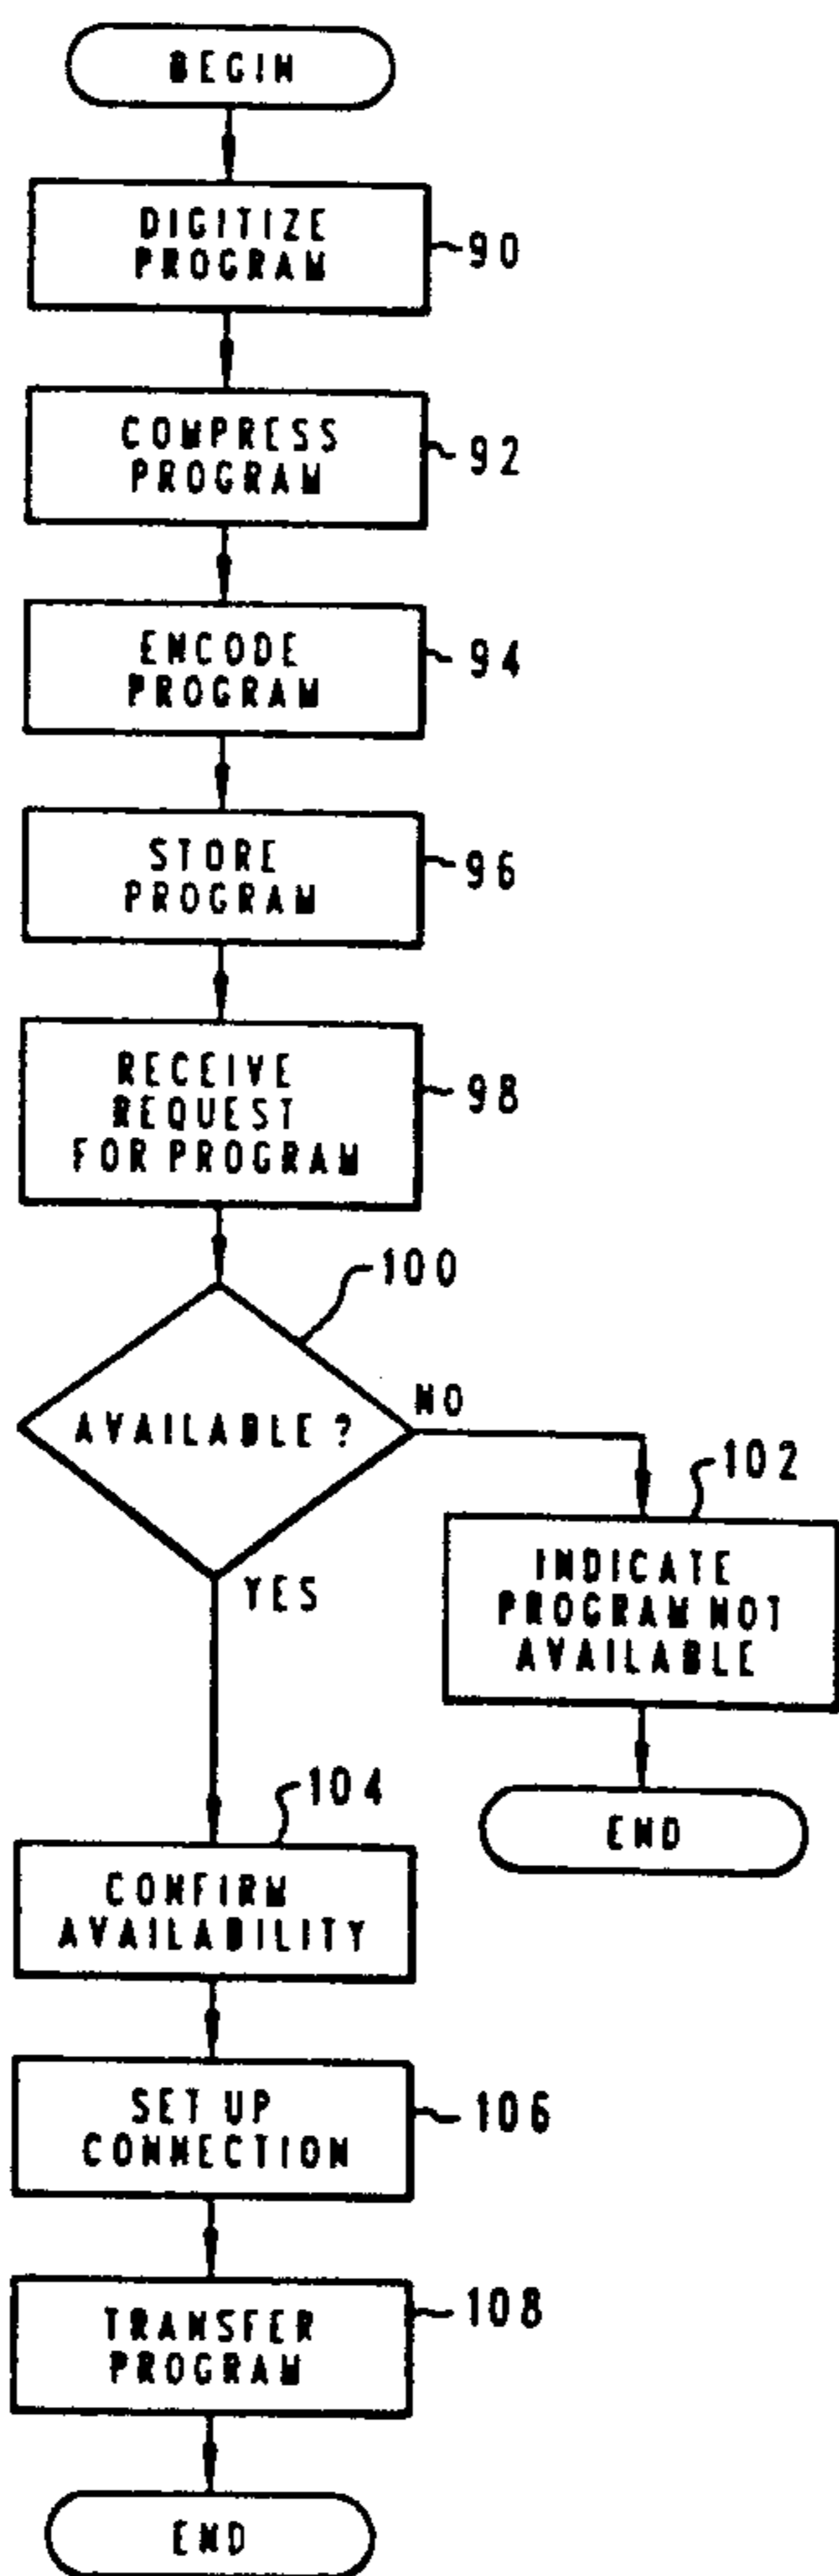 BEGIN
DIGITIZE
PROGRAM
90
COMPRESS
PROGRAM
92
ENCODE
PROGRAM
94
STORE
PROGRAM
96
RECEIVE
REQUEST
FOR PROGRAM
98
100
AVAILABLE?
NO
YES
102
INDICATE
PROGRAM NOT
AVAILABLE
END
104
CONFIRM
AVAILABILITY
SET UP
CONNECTION
106
TRANSFER
PROGRAM
108
END